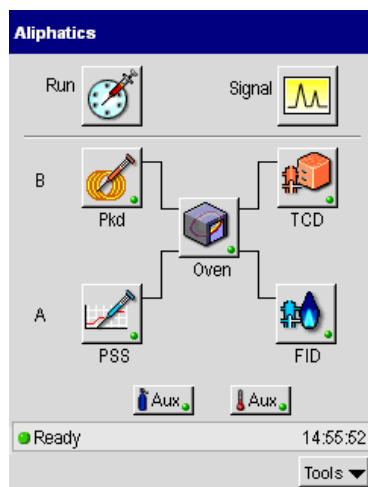 Aliphatics
Run Signal
B
Pkd TCD
Oven
A
PSS FID
Aux Aux
Ready 14:55:52
Tools